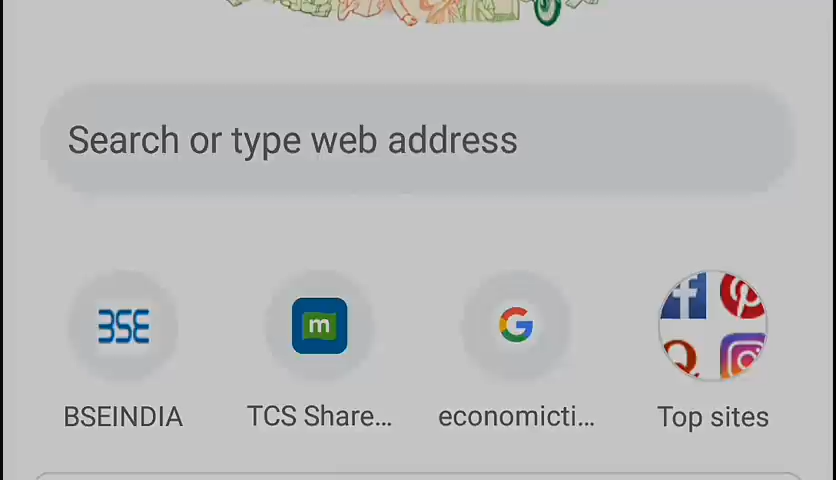 Search or type web address
BSE
m
G
f
Q
BSEINDIA
TCS Share...
economicti...
Top sites